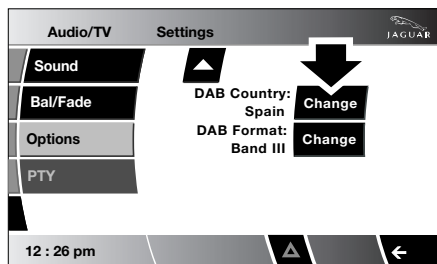 Audio/TV Settings
JAGUAR
Sound
Bal/Fade
Options
PTY
DAB Country:
Spain
Change
DAB Format:
Band III
Change
12 : 26 pm